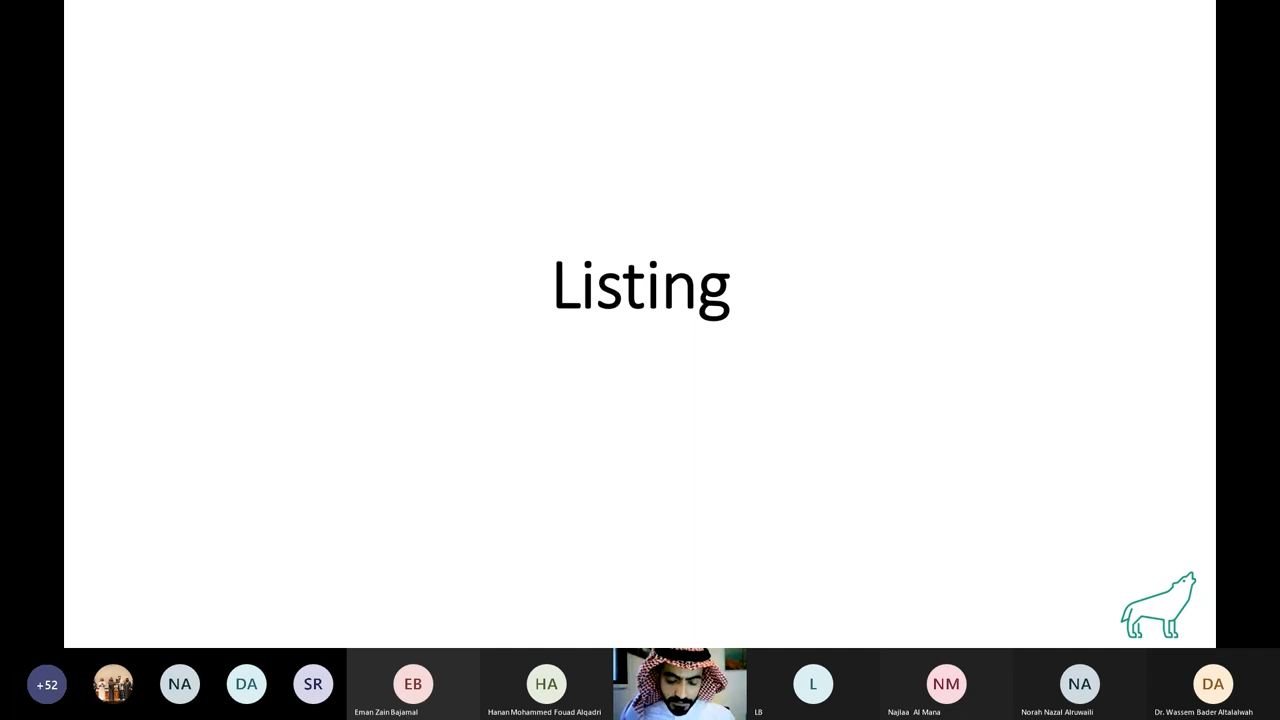 Listing
+52
NA
DA
SR
EB
HA
L
NM
NA
DA
Eman Zain Bajamal
Hanan Mohammed Fouad Alqadri
LB
Najlaa Al Mana
Norah Nazal Alruwaili
Dr. Wassem Bader Altalalwah